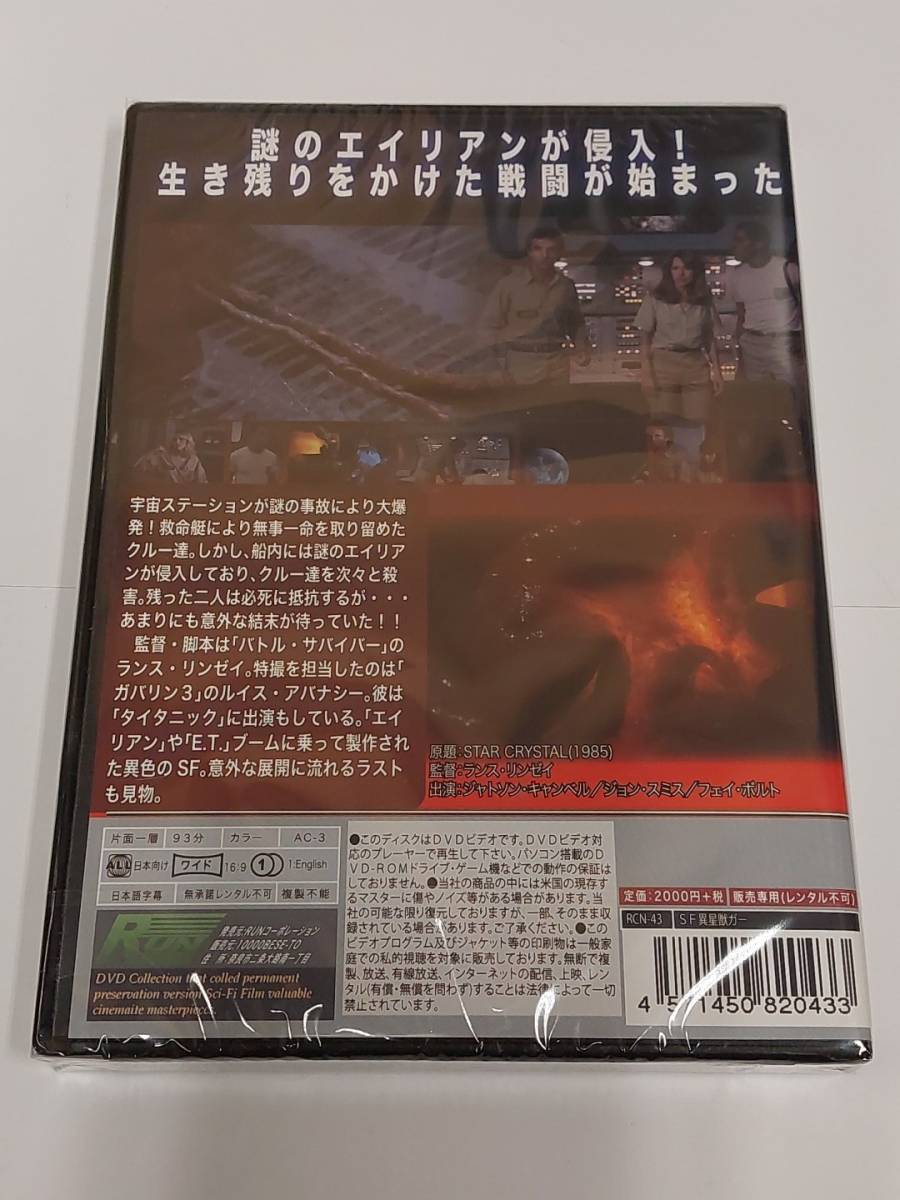 謎のエイリアンが侵入!
生き残りをかけた戦闘が始まった
宇宙ステーションが謎の事故により大爆
発!救命艇により無事一命を取り留めた
クルー達。しかし、船内には謎のエイリア
ンが侵入しており、クルー達を次々と殺
害。残った二人は必死に抵抗するが・・・
あまりにも意外な結末が待っていた!!
監督・脚本は「バトル・サバイバー」の
ランス・リンゼイ。特撮を担当したのは「
ガバリン3」のルイス・アバナシー。彼は
「タイタニック」に出演もしている。「エイ
リアン」や「E.T.」ブームに乗って製作され
た異色のSF。意外な展開に流れるラスト
も見物。
原題:STAR CRYSTAL(1985)
監督:ランス・リンゼイ
出演:ジャトソン・キャンベル/ジョン・スミス/フェイ・ボルト
片面一層 93分 カラー AC-3
ALL 日本向け ワイド 16:9 1 1:English
日本語字幕 無承諾レンタル不可 複製不能
RUN
発売元:RUNコーポレーション
販売元:10000BESE-TO
住 所:奈良市二条大路南一丁目
DVD Collection that colled permanent
preservation version Sci-Fi Film valuable
cinemaite masterpieces.
●このディスクはDVDビデオです。DVDビデオ対
応のプレーヤーで再生して下さい。パソコン搭載のD
VD-ROMドライブ・ゲーム機などでの動作の保証は
しておりません。●当社の商品の中には米国の現存す
るマスターに傷やノイズ等がある場合があります。当
社の可能な限り復元しておりますが、一部、そのまま収
録されている場合があります。ご了承ください。●この
ビデオプログラム及びジャケット等の印刷物は一般家
庭での私的視聴を対象に販売しております。無断で複
製、放送、有線放送、インターネットの配信、上映、レン
タル(有償・無償を問わず)することは法律によって一切
禁止されています。
定価:2000円+税 販売専用(レンタル不可)
RCN-43 SF異星獣ガー
4 571450 820433